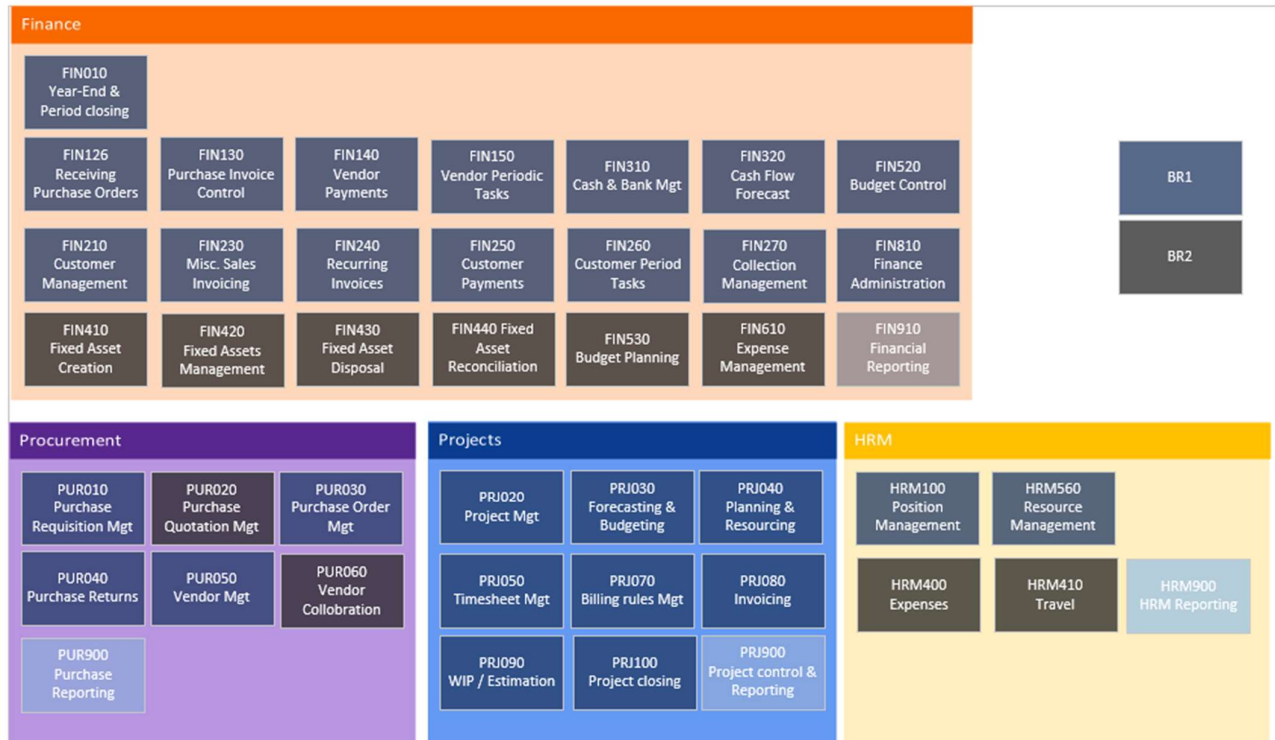 Finance
FIN010
Year-End &
Period closing
FIN126
Receiving
Purchase Orders
FIN130
Purchase Invoice
Control
FIN140
Vendor
Payments
FIN150
Vendor Periodic
Tasks
FIN310
Cash & Bank Mgt
FIN320
Cash Flow
Forecast
FIN520
Budget Control
FIN210
Customer
Management
FIN230
Misc. Sales
Invoicing
FIN240
Recurring
Invoices
FIN250
Customer
Payments
FIN260
Customer Period
Tasks
FIN270
Collection
Management
FIN810
Finance
Administration
FIN410
Fixed Asset
Creation
FIN420
Fixed Assets
Management
FIN430
Fixed Asset
Disposal
FIN440 Fixed
Asset
Reconciliation
FIN530
Budget Planning
FIN610
Expense
Management
FIN910
Financial
Reporting
BR1
BR2
Procurement
PUR010
Purchase
Requisition Mgt
PUR020
Purchase
Quotation Mgt
PUR030
Purchase Order
Mgt
PUR040
Purchase Returns
PUR050
Vendor Mgt
PUR060
Vendor
Collobration
PUR900
Purchase
Reporting
Projects
PRJ020
Project Mgt
PRJ030
Forecasting &
Budgeting
PRJ040
Planning &
Resourcing
PRJ050
Timesheet Mgt
PRJ070
Billing rules Mgt
PRJ080
Invoicing
PRJ090
WIP / Estimation
PRJ100
Project closing
PRJ900
Project control &
Reporting
HRM
HRM100
Position
Management
HRM560
Resource
Management
HRM400
Expenses
HRM410
Travel
HRM900
HRM Reporting